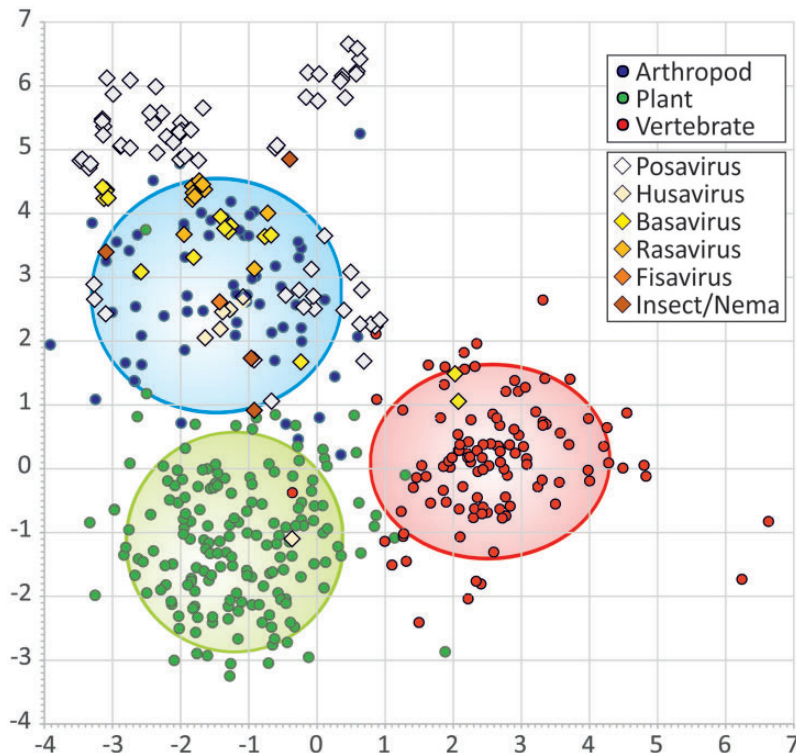 7
6
5
4
3
2
1
0
-1
-2
-3
-4
-4 -3 -2 -1 0 1 2 3 4 5 6 7
Arthropod
Plant
Vertebrate
Posavirus
Husavirus
Basavirus
Rasavirus
Fisavirus
Insect/Nema